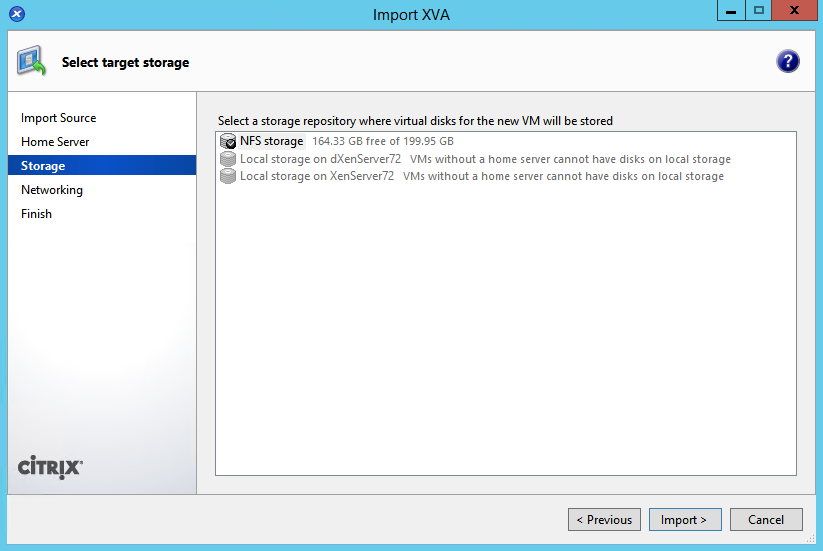 Import XVA
Select target storage
?
Import Source
Home Server
Storage
Networking
Finish
Select a storage repository where virtual disks for the new VM will be stored
NFS storage 164.33 GB free of 199.95 GB
Local storage on dXenServer72 VMs without a home server cannot have disks on local storage
Local storage on XenServer72 VMs without a home server cannot have disks on local storage
CITRIX
< Previous
Import >
Cancel